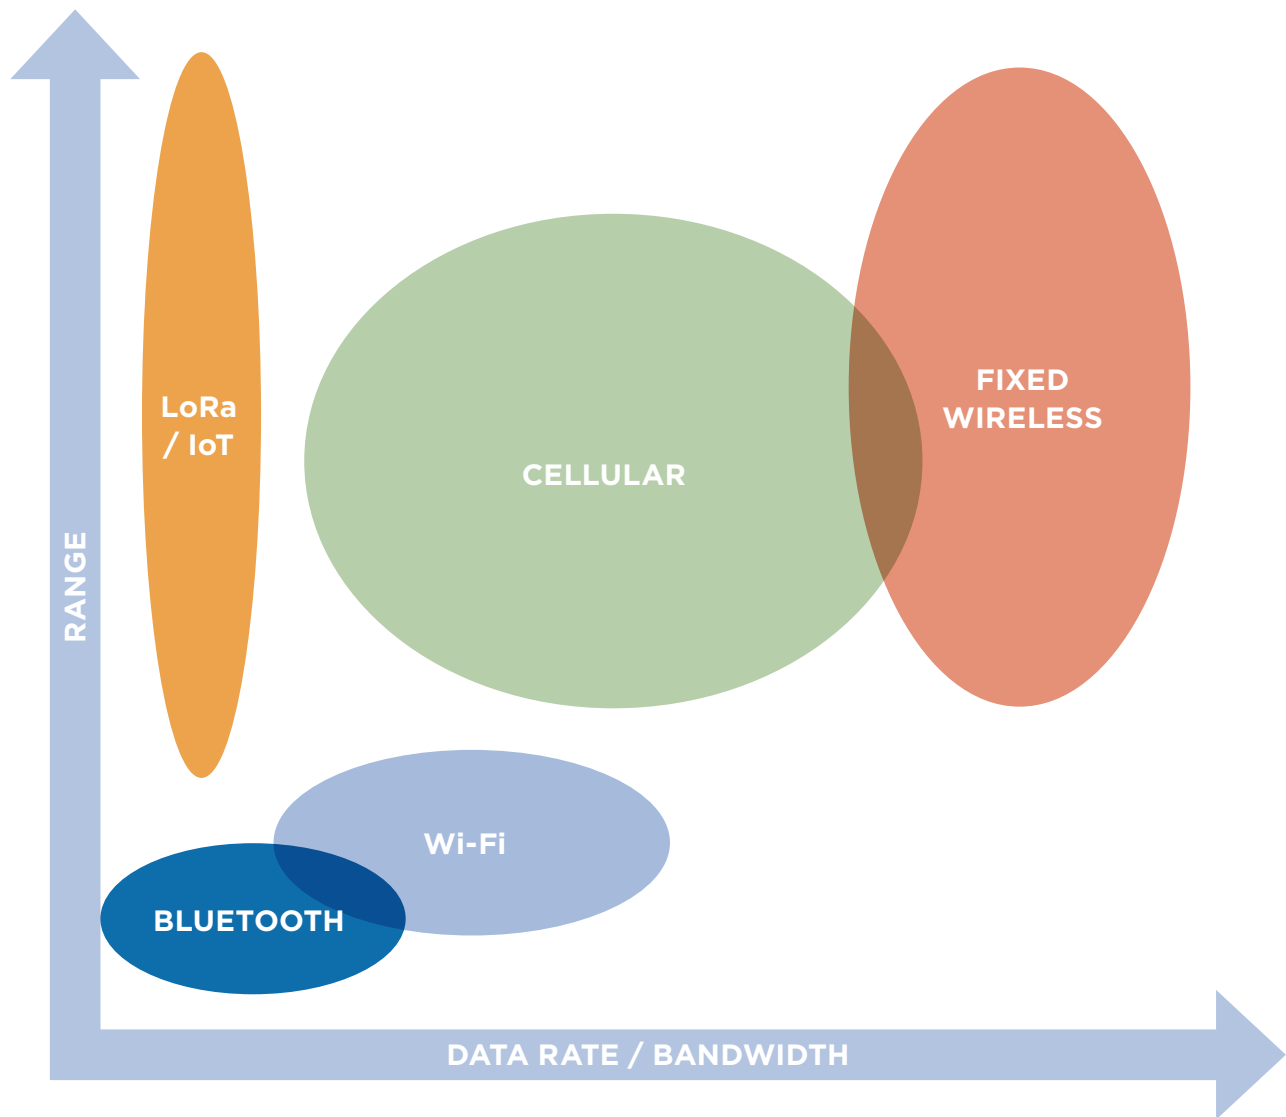 LoRa
/ IoT
FIXED
WIRELESS
CELLULAR
RANGE
Wi-Fi
BLUETOOTH
DATA RATE / BANDWIDTH